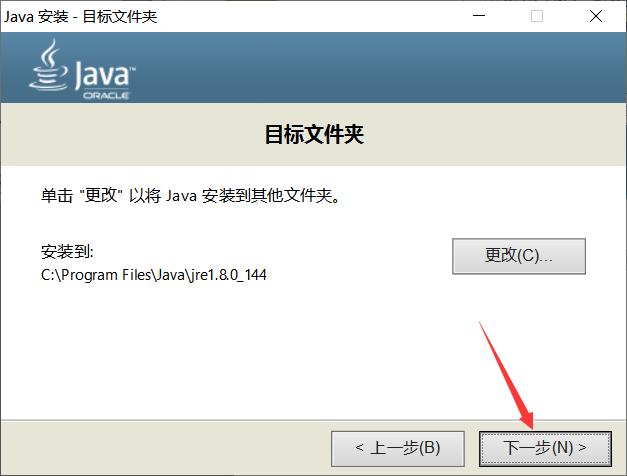 Java 安装 - 目标文件夹
Java™
ORACLE
目标文件夹
单击 "更改" 以将 Java 安装到其他文件夹。
安装到:
C:\Program Files\Java\jre1.8.0_144
更改(C)...
< 上一步(B)
下一步(N) >